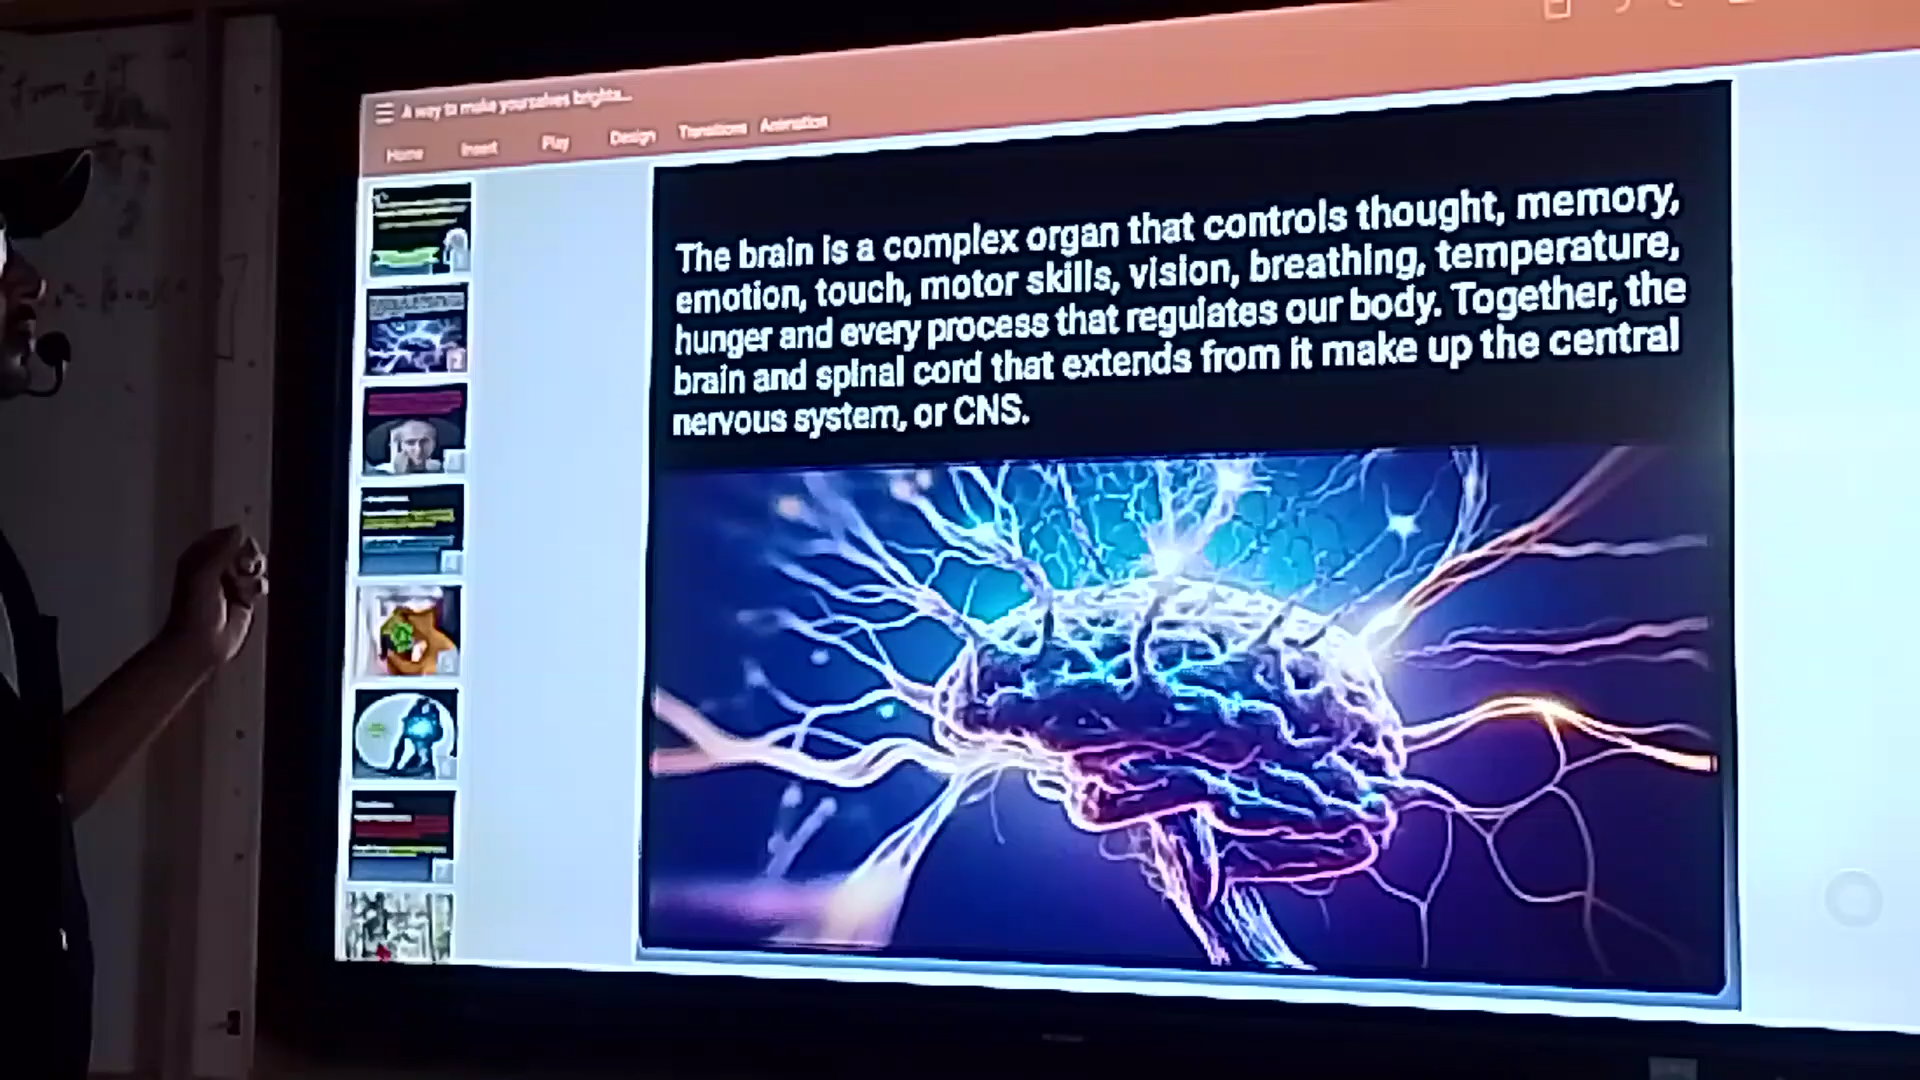 A way to make yourselves brighte...
Home Insert Play Design Transitions Animation
The brain is a complex organ that controls thought, memory,
emotion, touch, motor skills, vision, breathing, temperature,
hunger and every process that regulates our body. Together, the
brain and spinal cord that extends from it make up the central
nervous system, or CNS.